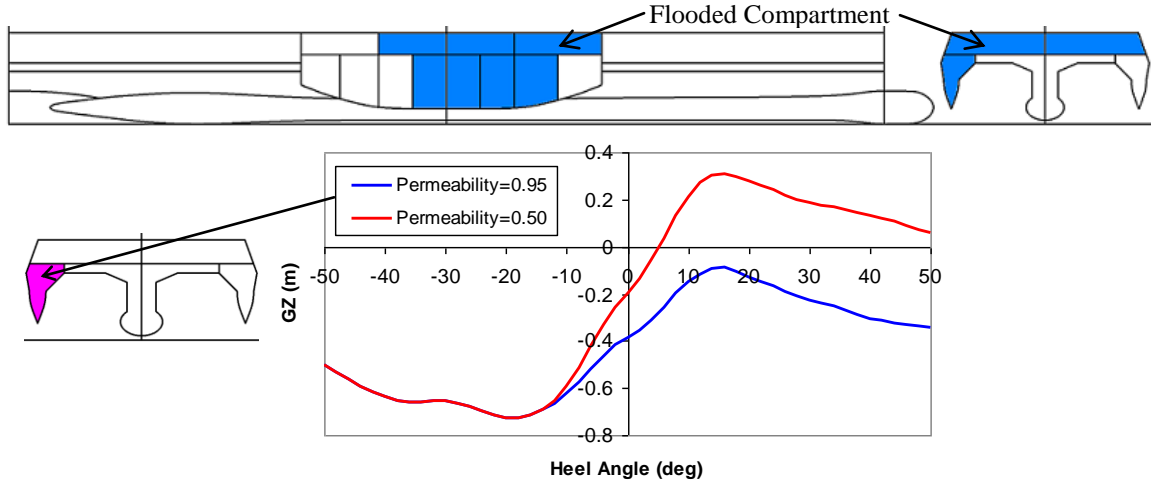 Flooded Compartment
Permeability=0.95
Permeability=0.50
0.4
0.2
0
-0.2
-0.4
-0.6
-0.8
-50 -40 -30 -20 -10 0 10 20 30 40 50
GZ (m)
Heel Angle (deg)